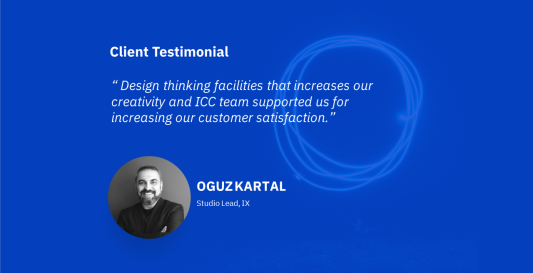 Client Testimonial
“ Design thinking facilities that increases our
creativity and ICC team supported us for
increasing our customer satisfaction.”
OGUZ KARTAL
Studio Lead, IX